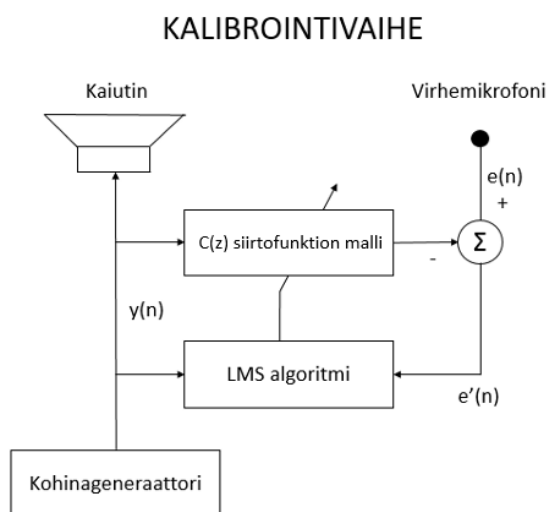 KALIBROINTIVAIHE
Kaiutin
Virhemikrofoni
e(n)
+
C(z) siirtofunktion malli
Σ
-
y(n)
LMS algoritmi
e’(n)
Kohinageneraattori